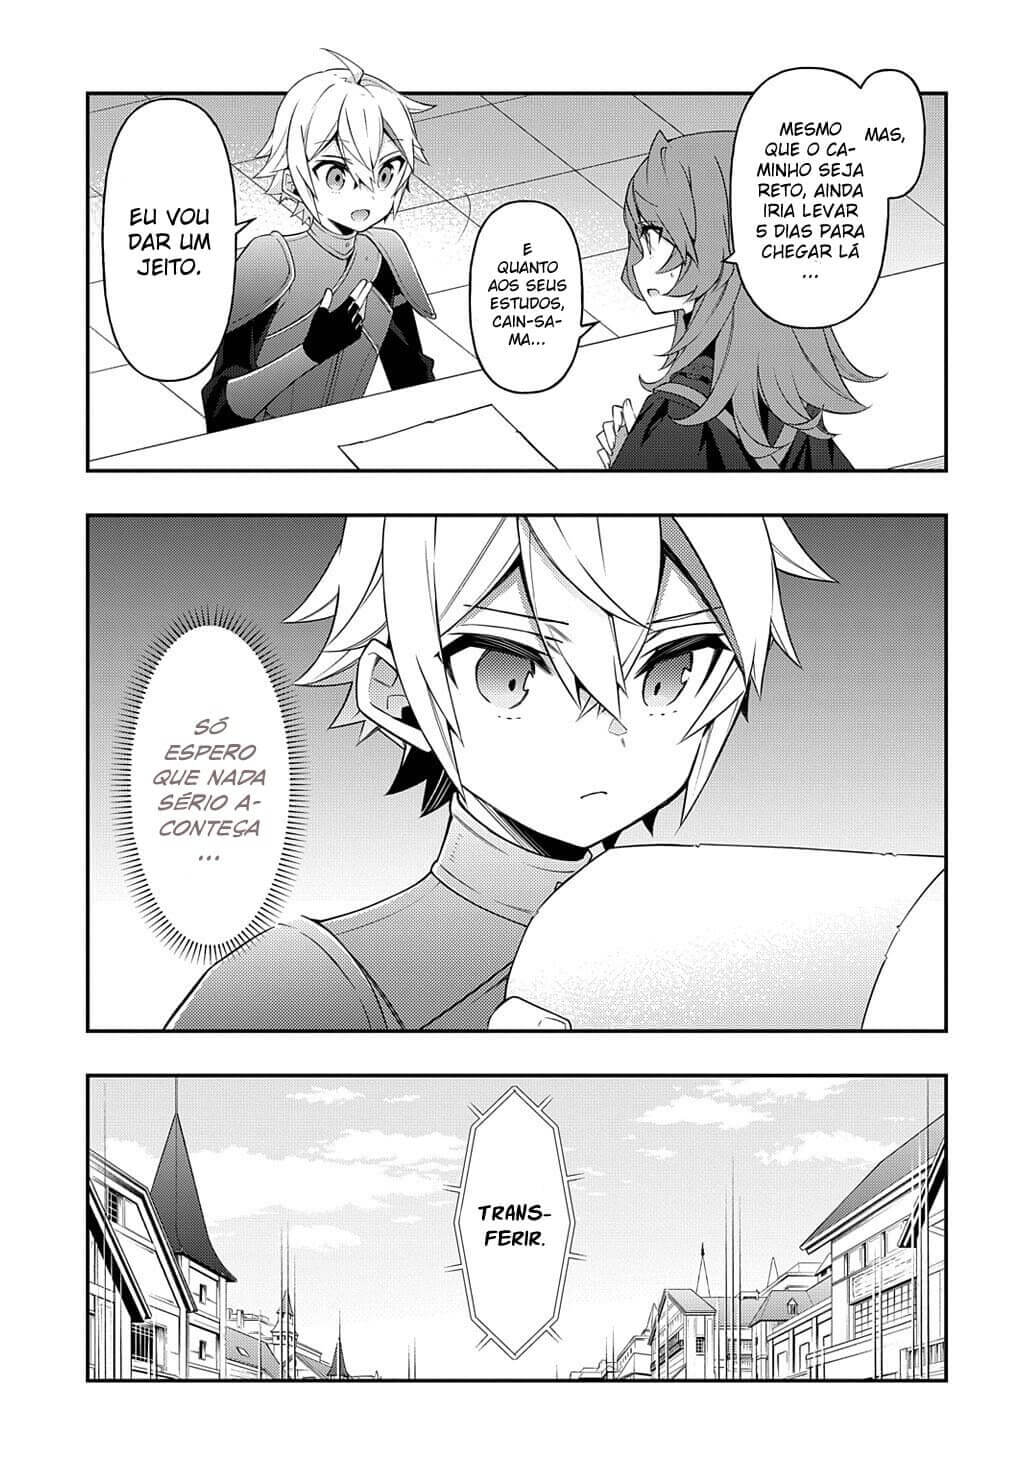 MAS,
MESMO
QUE O CA-
MINHO SEJA
RETO, AINDA
IRIA LEVAR
5 DIAS PARA
CHEGAR LÁ
...
E
QUANTO
AOS SEUS
ESTUDOS,
CAIN-SA-
MA...
EU VOU
DAR UM
JEITO.
SÓ
ESPERO
QUE NADA
SÉRIO A-
CONTEÇA
...
TRANS-
FERIR.